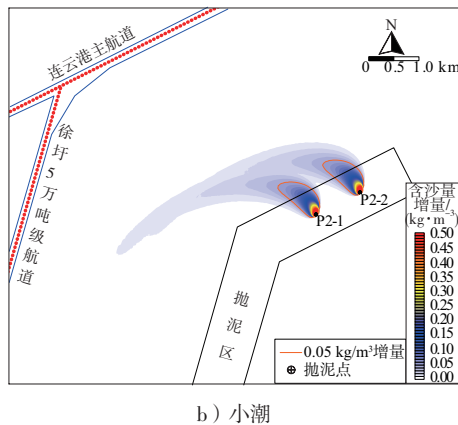 N
0 0.5 1.0 km
连云港主航道
徐圩5万吨级航道
P2-2
P2-1
抛泥区
含沙量
增量/
(kg·m⁻³)
0.50
0.45
0.40
0.35
0.30
0.25
0.20
0.15
0.10
0.05
0.00
0.05 kg/m³增量
抛泥点
b）小潮